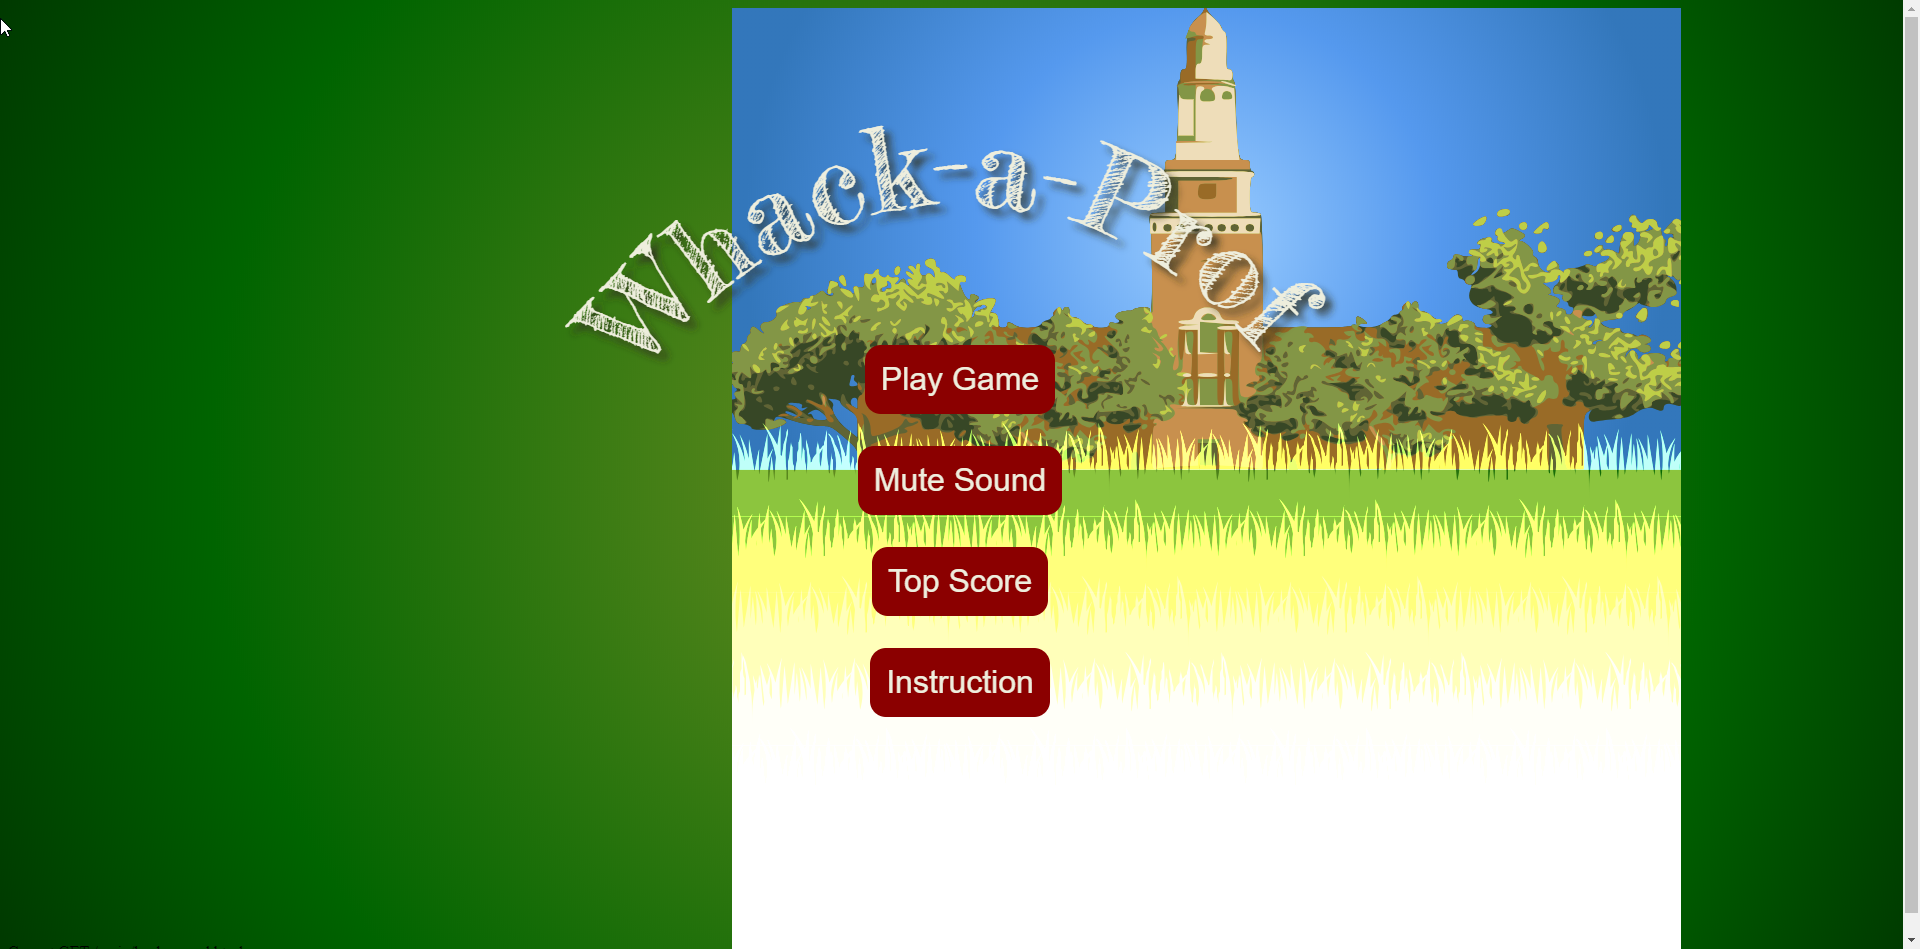 Whack-a-Prof
Play Game
Mute Sound
Top Score
Instruction